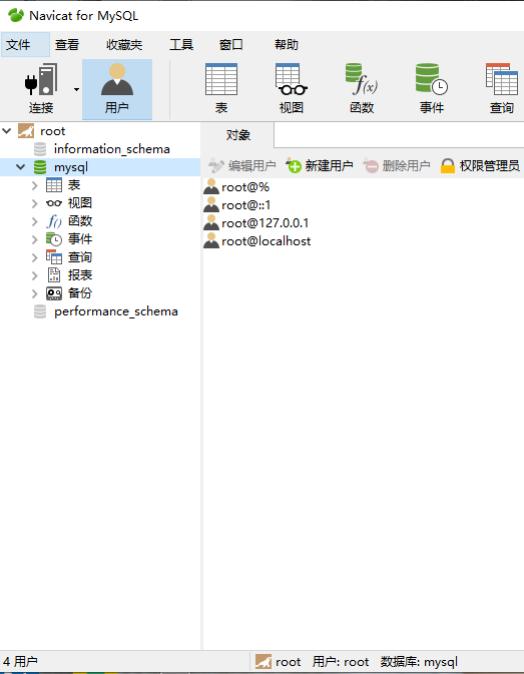 Navicat for MySQL
文件 查看 收藏夹 工具 窗口 帮助
连接 用户 表 视图 函数 事件 查询
root
information_schema
mysql
表
视图
函数
事件
查询
报表
备份
performance_schema
对象
编辑用户 新建用户 删除用户 权限管理员
root@%
root@::1
root@127.0.0.1
root@localhost
4 用户 root 用户: root 数据库: mysql